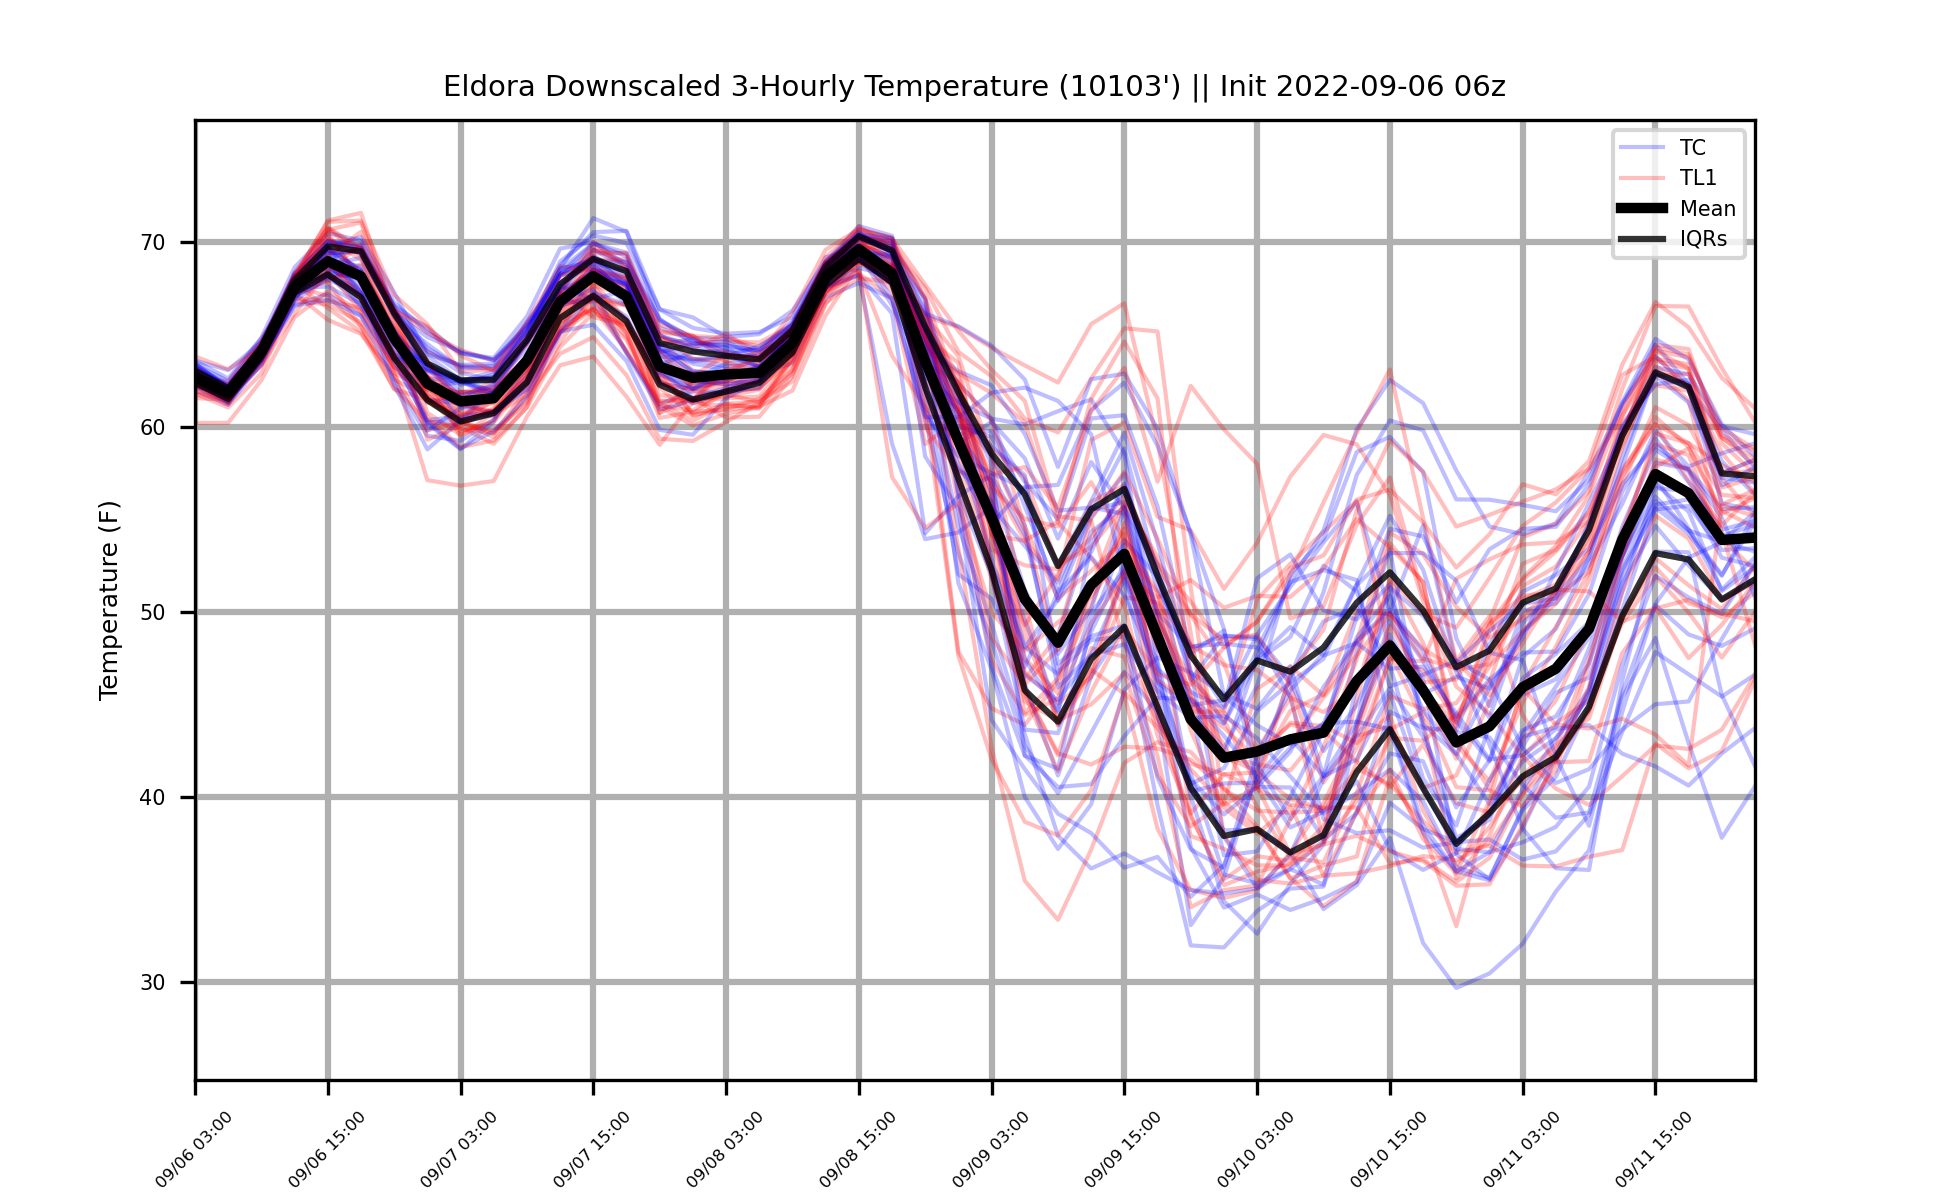 Eldora Downscaled 3-Hourly Temperature (10103') || Init 2022-09-06 06z
TC
TL1
Mean
IQRs
Temperature (F)
70
60
50
40
30
09/06 03:00
09/06 15:00
09/07 03:00
09/07 15:00
09/08 03:00
09/08 15:00
09/09 03:00
09/09 15:00
09/10 03:00
09/10 15:00
09/11 03:00
09/11 15:00